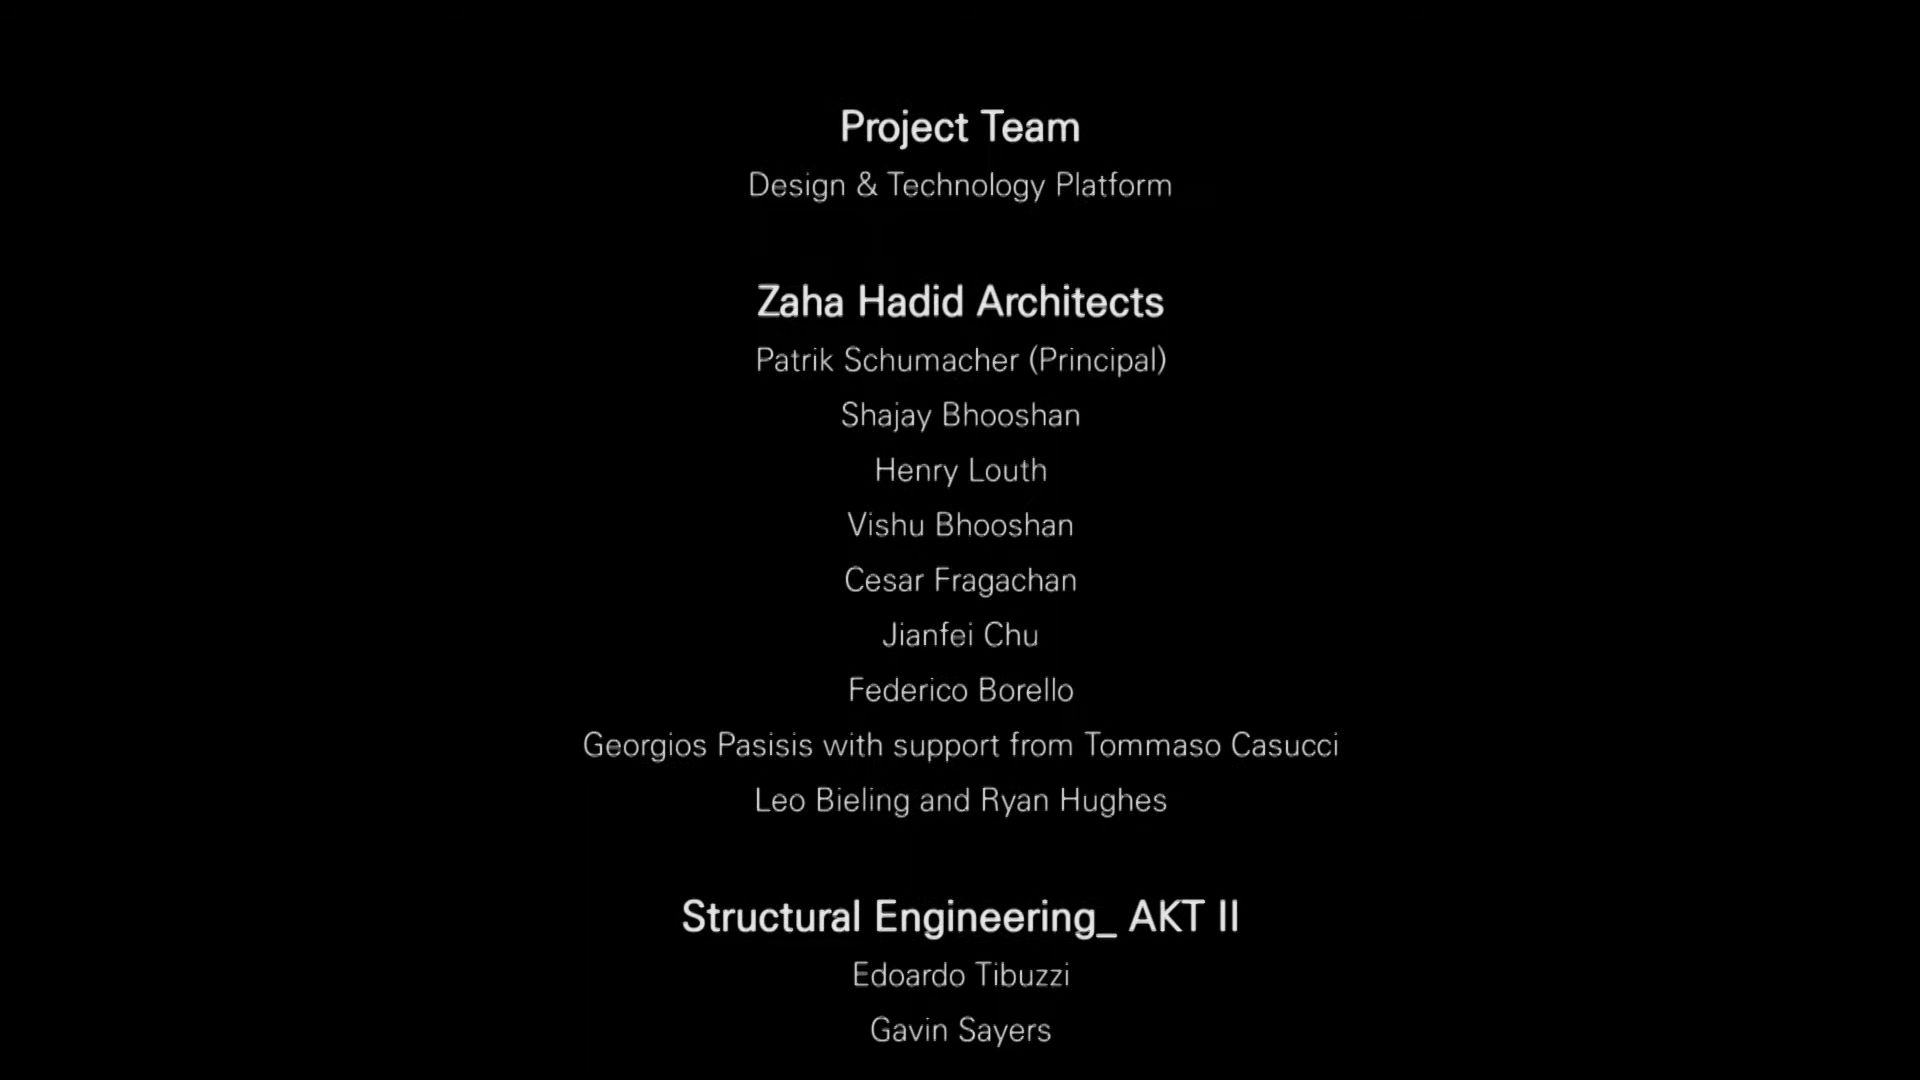 Project Team
Design & Technology Platform
Zaha Hadid Architects
Patrik Schumacher (Principal)
Shajay Bhooshan
Henry Louth
Vishu Bhooshan
Cesar Fragachan
Jianfei Chu
Federico Borello
Georgios Pasisis with support from Tommaso Casucci
Leo Bieling and Ryan Hughes
Structural Engineering_ AKT II
Edoardo Tibuzzi
Gavin Sayers